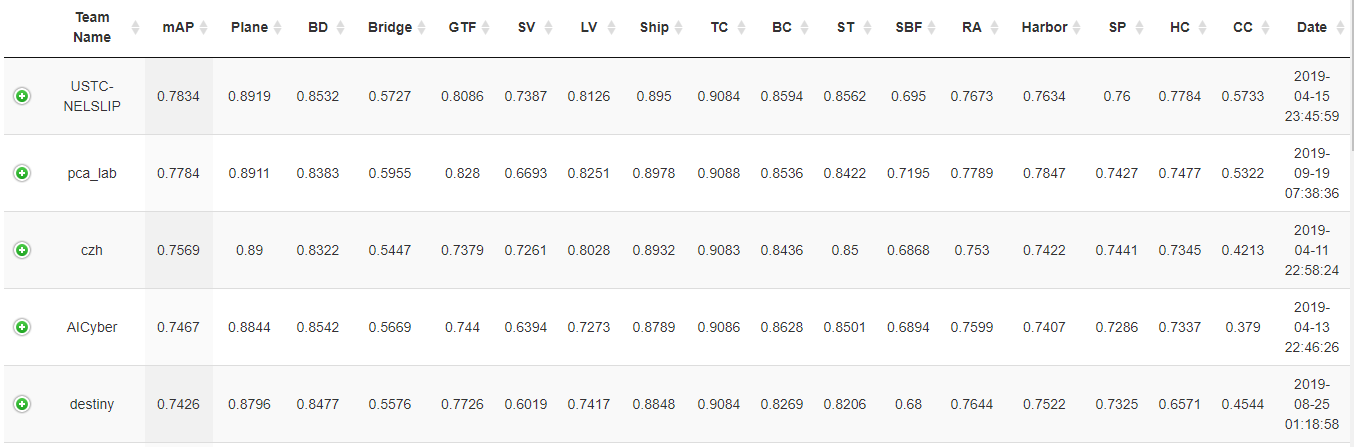 Team Name mAP Plane BD Bridge GTF SV LV Ship TC BC ST SBF RA Harbor SP HC CC Date
USTC-NELSLIP 0.7834 0.8919 0.8532 0.5727 0.8086 0.7387 0.8126 0.895 0.9084 0.8594 0.8562 0.695 0.7673 0.7634 0.76 0.7784 0.5733 2019-04-15 23:45:59
pca_lab 0.7784 0.8911 0.8383 0.5955 0.828 0.6693 0.8251 0.8978 0.9088 0.8536 0.8422 0.7195 0.7789 0.7847 0.7427 0.7477 0.5322 2019-09-19 07:38:36
czh 0.7569 0.89 0.8322 0.5447 0.7379 0.7261 0.8028 0.8932 0.9083 0.8436 0.85 0.6868 0.753 0.7422 0.7441 0.7345 0.4213 2019-04-11 22:58:24
AICyber 0.7467 0.8844 0.8542 0.5669 0.744 0.6394 0.7273 0.8789 0.9086 0.8628 0.8501 0.6894 0.7599 0.7407 0.7286 0.7337 0.379 2019-04-13 22:46:26
destiny 0.7426 0.8796 0.8477 0.5576 0.7726 0.6019 0.7417 0.8848 0.9084 0.8269 0.8206 0.68 0.7644 0.7522 0.7325 0.6571 0.4544 2019-08-25 01:18:58